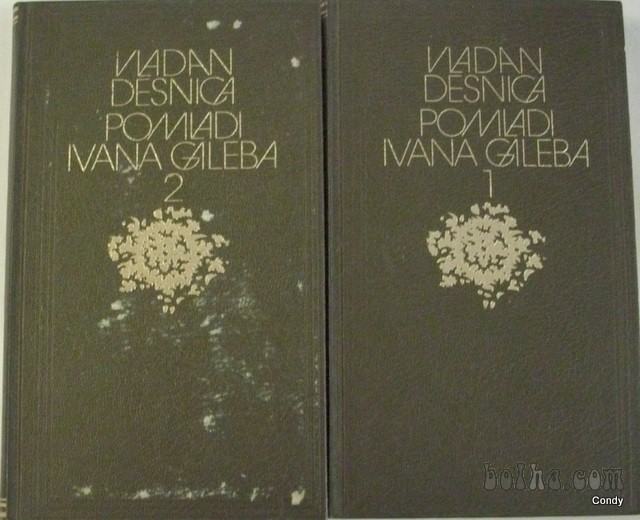 VLADAN
DESNICA
POMLADI
IVANA GALEBA
2
VLADAN
DESNICA
POMLADI
IVANA GALEBA
1
bolha.com
Condy